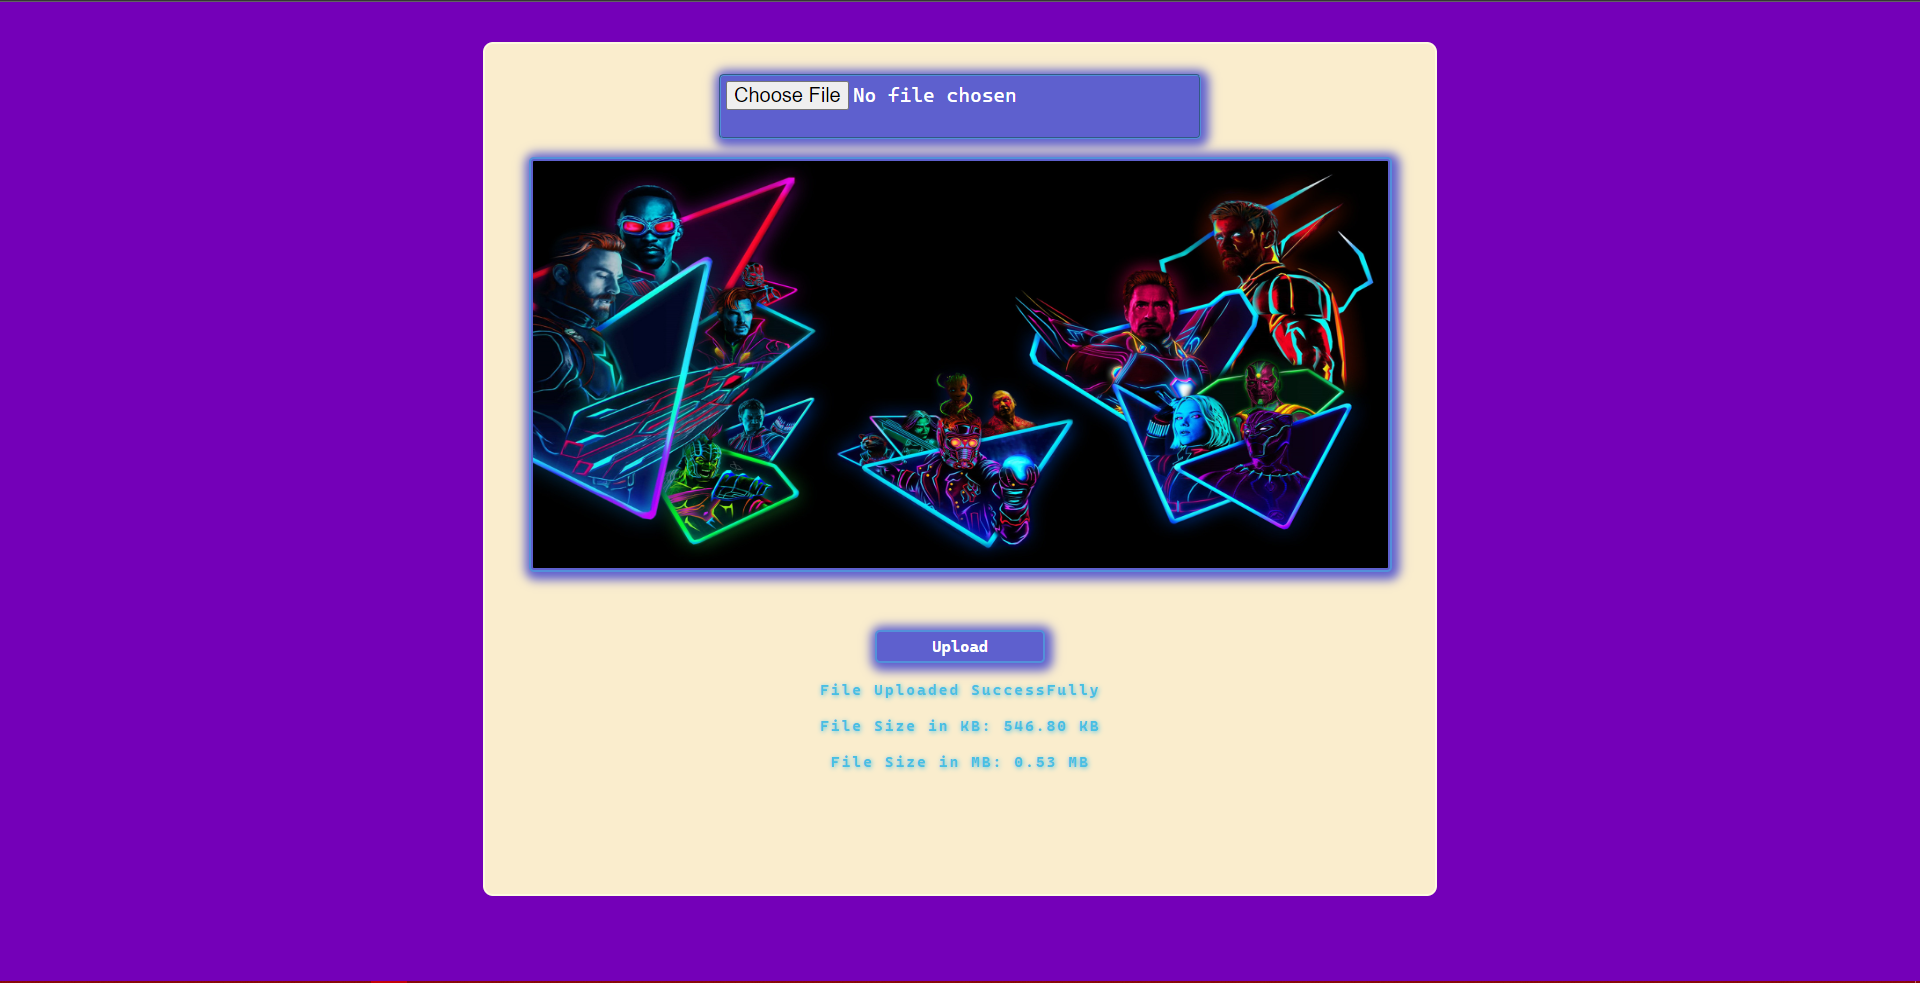 Choose File No file chosen
Upload
File Uploaded SuccessFully
File Size in KB: 546.80 KB
File Size in MB: 0.53 MB